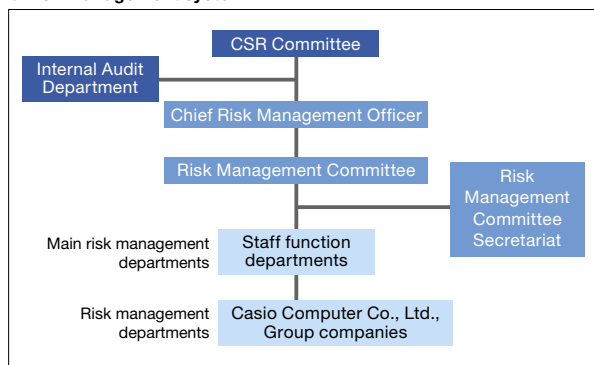 CSR Committee
Internal Audit
Department
Chief Risk Management Officer
Risk Management Committee
Risk
Management
Committee
Secretariat
Main risk management
departments
Staff function
departments
Risk management
departments
Casio Computer Co., Ltd.,
Group companies